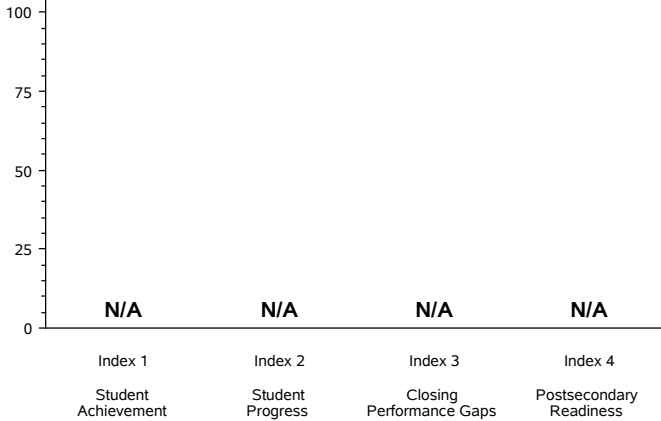 100
75
50
25
0
N/A N/A N/A N/A
Index 1 Index 2 Index 3 Index 4
Student Student Closing Postsecondary
Achievement Progress Performance Gaps Readiness